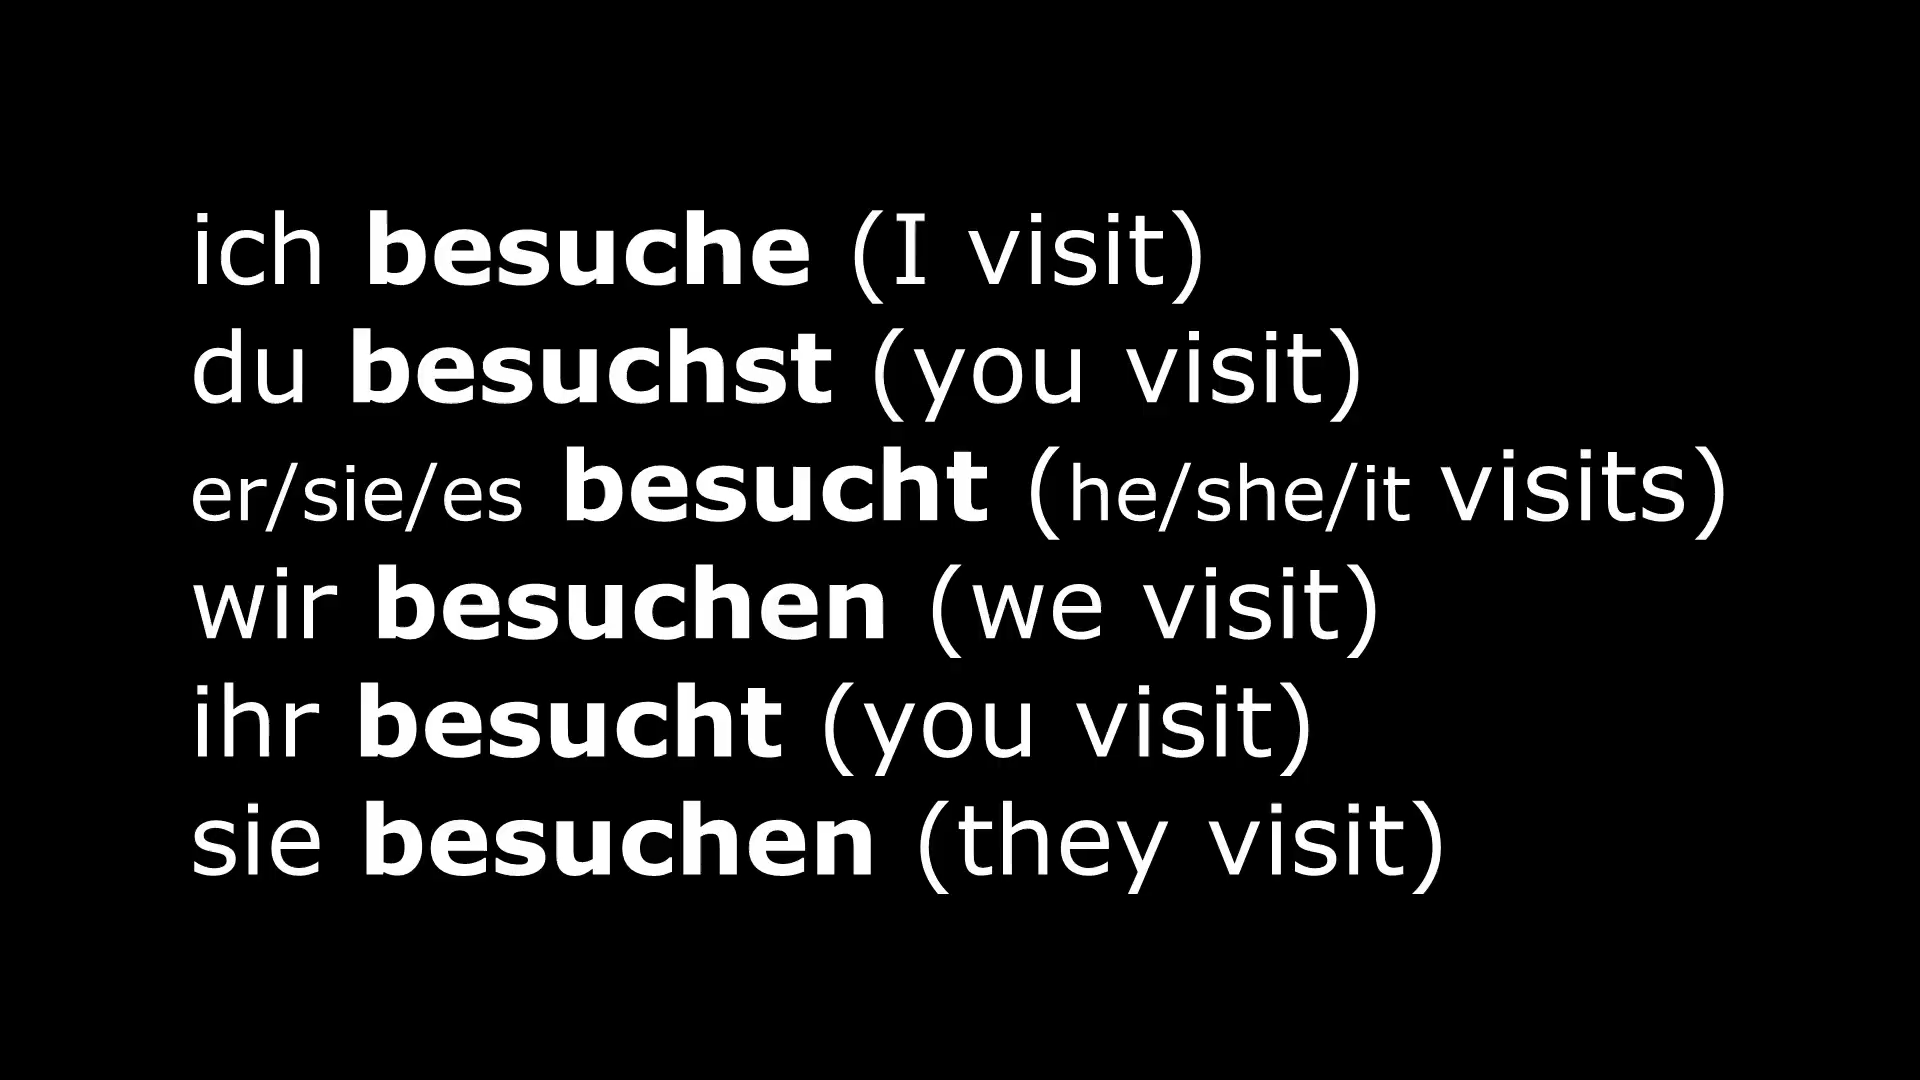 ich besuche (I visit)
du besuchst (you visit)
er/sie/es besucht (he/she/it visits)
wir besuchen (we visit)
ihr besucht (you visit)
sie besuchen (they visit)